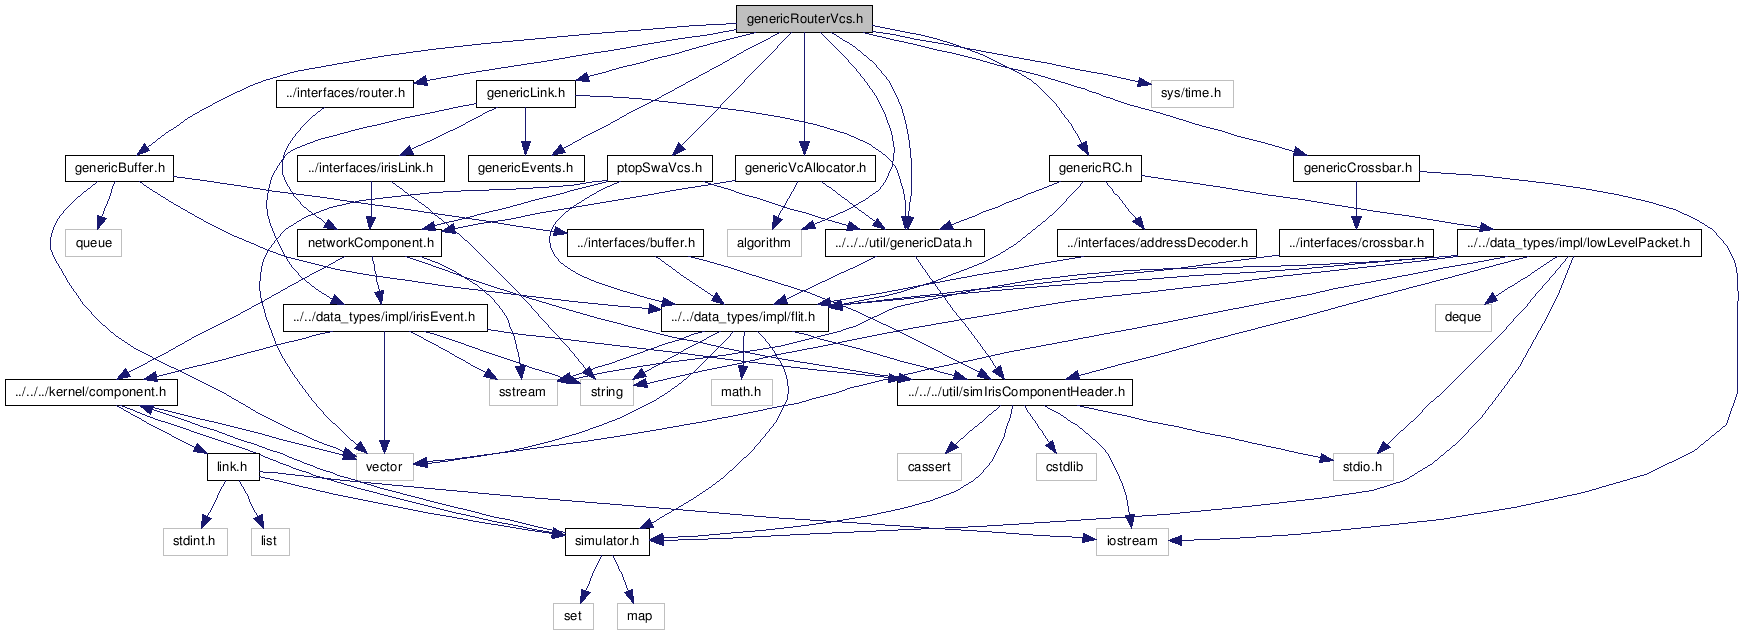 genericRouterVcs.h
../interfaces/router.h
genericLink.h
sys/time.h
genericBuffer.h
../interfaces/irisLink.h
genericEvents.h
ptopSwaVcs.h
genericVcAllocator.h
genericRC.h
genericCrossbar.h
queue
networkComponent.h
../interfaces/buffer.h
algorithm
../../../util/genericData.h
../interfaces/addressDecoder.h
../interfaces/crossbar.h
../../data_types/impl/lowLevelPacket.h
../../data_types/impl/irisEvent.h
../../data_types/impl/flit.h
deque
../../../kernel/component.h
sstream
string
math.h
../../../util/simIrisComponentHeader.h
link.h
vector
cassert
cstdlib
stdio.h
stdint.h
list
simulator.h
iostream
set
map